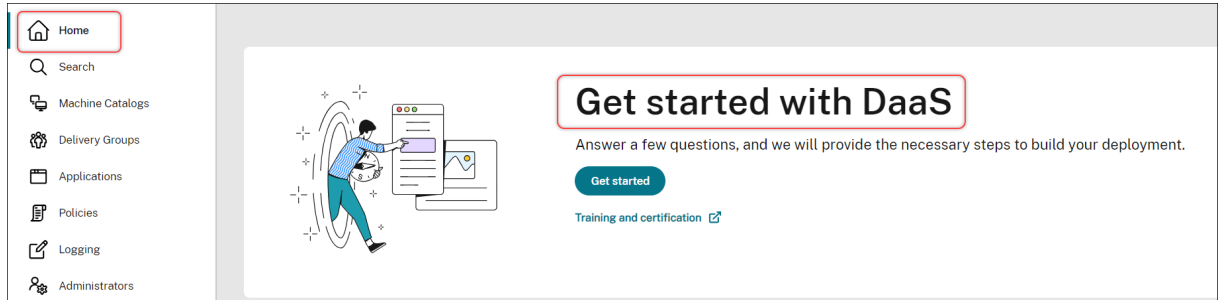 Home
Search
Machine Catalogs
Delivery Groups
Applications
Policies
Logging
Administrators
Get started with DaaS
Answer a few questions, and we will provide the necessary steps to build your deployment.
Get started
Training and certification